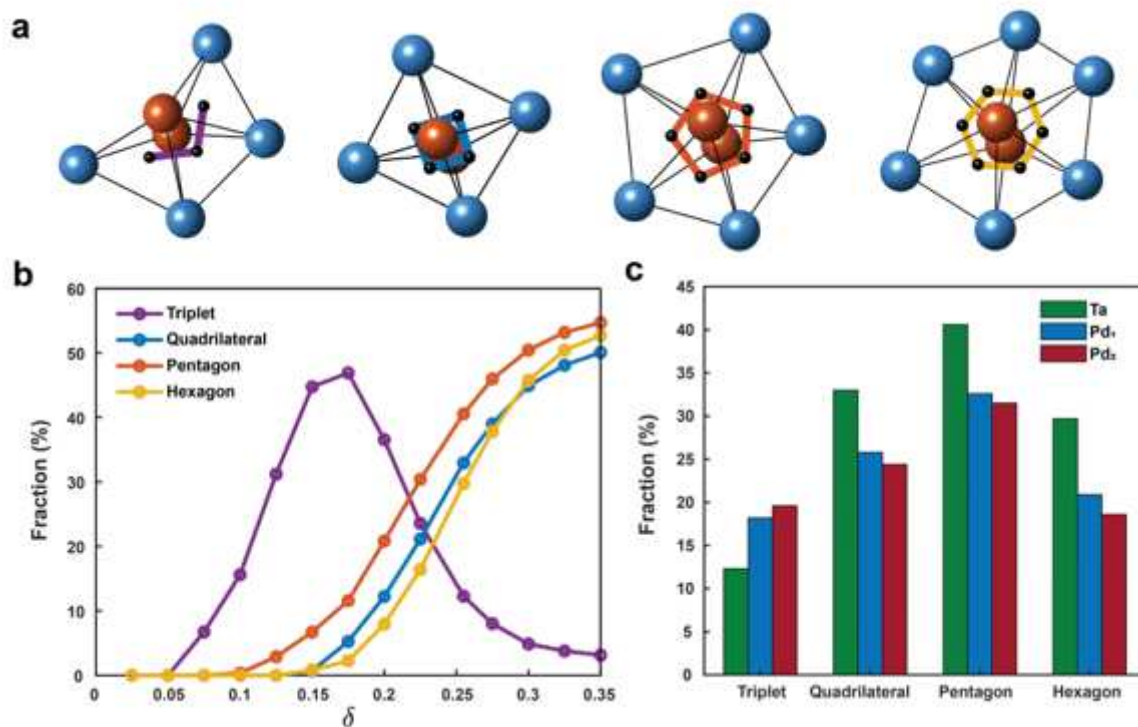 a
b
60
50
40
30
20
10
0
Fraction (%)
Triplet
Quadrilateral
Pentagon
Hexagon
0 0.05 0.1 0.15 0.2 0.25 0.3 0.35
δ
c
45
40
35
30
25
20
15
10
5
0
Fraction (%)
Ta
Pd₁
Pd₂
Triplet Quadrilateral Pentagon Hexagon